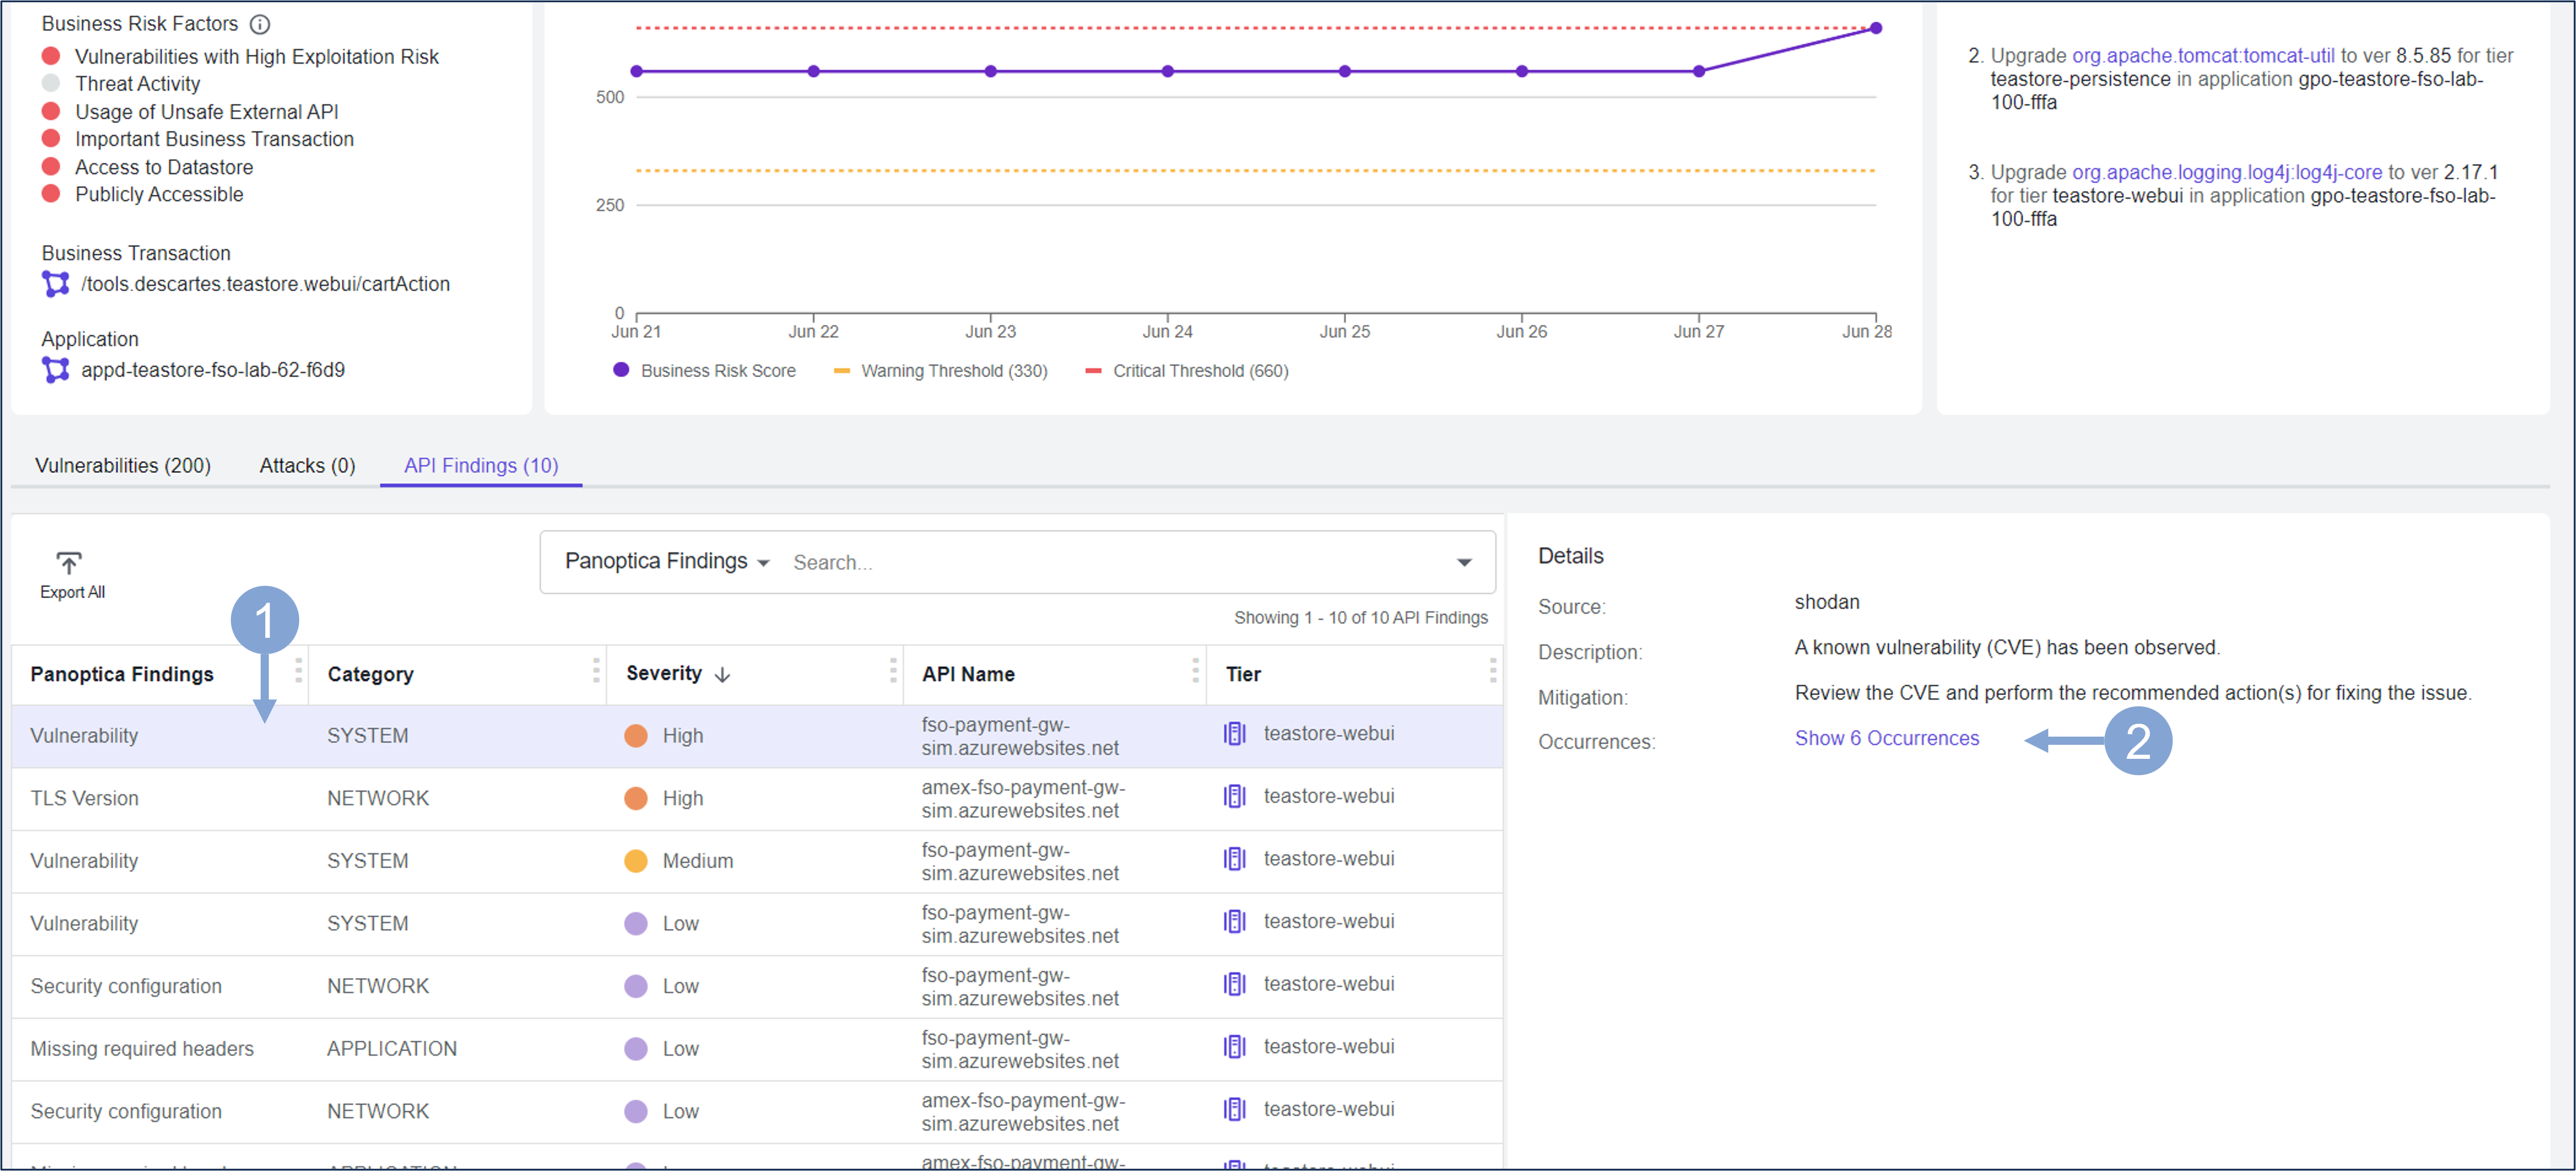 Business Risk Factors
Vulnerabilities with High Exploitation Risk
Threat Activity
Usage of Unsafe External API
Important Business Transaction
Access to Datastore
Publicly Accessible
Business Transaction
/tools.descartes.teastore.webui/cartAction
Application
appd-teastore-fso-lab-62-f6d9
500
250
0
Jun 21 Jun 22 Jun 23 Jun 24 Jun 25 Jun 26 Jun 27 Jun 28
Business Risk Score Warning Threshold (330) Critical Threshold (660)
2. Upgrade org.apache.tomcat:tomcat-util to ver 8.5.85 for tier
teastore-persistence in application gpo-teastore-fso-lab-
100-fffa
3. Upgrade org.apache.logging.log4j:log4j-core to ver 2.17.1
for tier teastore-webui in application gpo-teastore-fso-lab-
100-fffa
Vulnerabilities (200) Attacks (0) API Findings (10)
Export All
Panoptica Findings Search...
Showing 1 - 10 of 10 API Findings
1
Panoptica Findings Category Severity API Name Tier
Vulnerability SYSTEM High fso-payment-gw-
sim.azurewebsites.net teastore-webui
TLS Version NETWORK High amex-fso-payment-gw-
sim.azurewebsites.net teastore-webui
Vulnerability SYSTEM Medium fso-payment-gw-
sim.azurewebsites.net teastore-webui
Vulnerability SYSTEM Low fso-payment-gw-
sim.azurewebsites.net teastore-webui
Security configuration NETWORK Low fso-payment-gw-
sim.azurewebsites.net teastore-webui
Missing required headers APPLICATION Low fso-payment-gw-
sim.azurewebsites.net teastore-webui
Security configuration NETWORK Low amex-fso-payment-gw-
sim.azurewebsites.net teastore-webui
amex-fso-payment-gw-
Details
Source: shodan
Description: A known vulnerability (CVE) has been observed.
Mitigation: Review the CVE and perform the recommended action(s) for fixing the issue.
Occurrences: Show 6 Occurrences
2